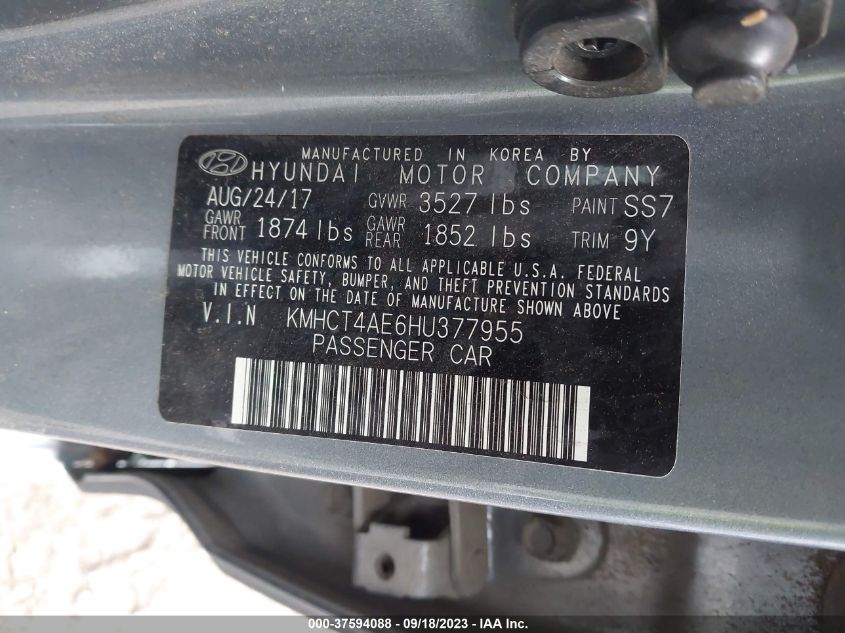 MANUFACTURED IN KOREA BY
HYUNDAI MOTOR COMPANY
AUG/24/17 GVWR 3527 lbs PAINT SS7
GAWR FRONT 1874 lbs GAWR REAR 1852 lbs TRIM 9Y
THIS VEHICLE CONFORMS TO ALL APPLICABLE U.S.A. FEDERAL
MOTOR VEHICLE SAFETY, BUMPER, AND THEFT PREVENTION STANDARDS
IN EFFECT ON THE DATE OF MANUFACTURE SHOWN ABOVE
V.I.N KMHCT4AE6HU377955
PASSENGER CAR
000-37594088 - 09/18/2023 - IAA Inc.